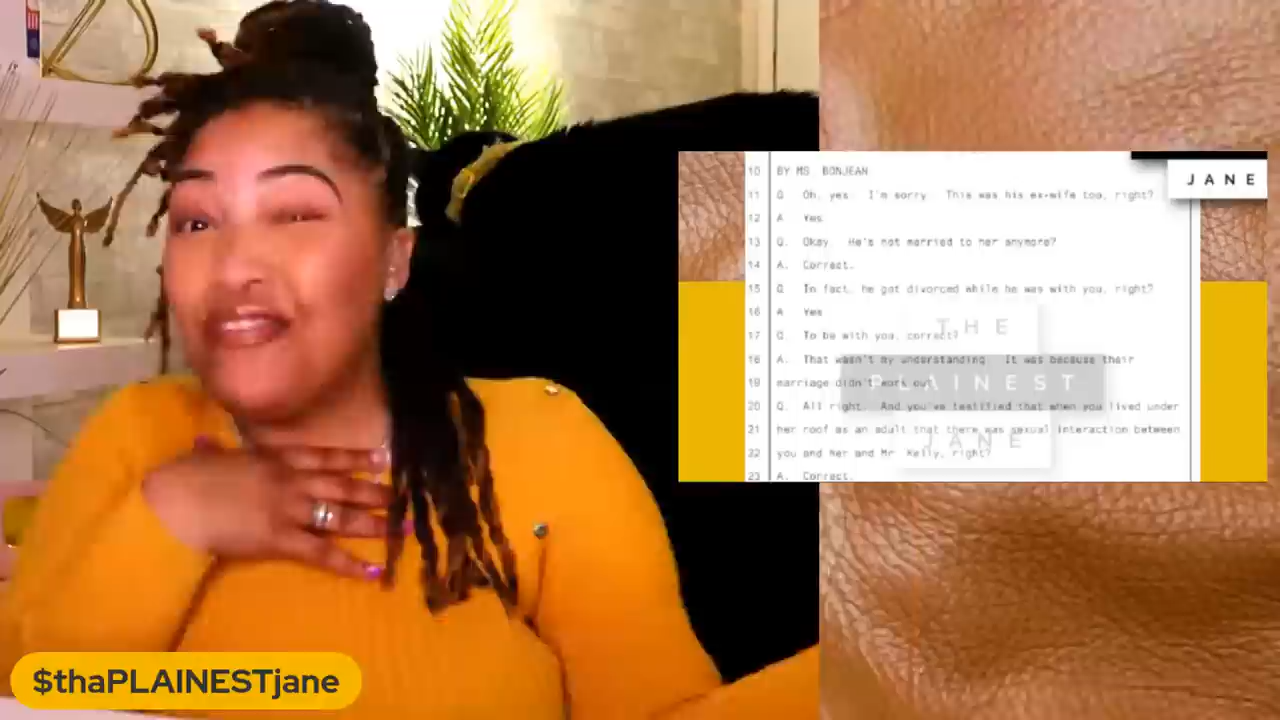 10 BY MS. BONJEAN
11 Q Oh, yes. I'm sorry. This was his ex-wife too, right?
12 A Yes
13 Q. Okay. He's not married to her anymore?
14 A. Correct.
15 Q In fact, he got divorced while he was with you, right?
16 A Yes
17 Q. To be with you, correct?
18 A. That wasn't my understanding. It was because their
19 marriage didn't work out.
20 Q. All right. And you've testified that when you lived under
21 her roof as an adult that there was sexual interaction between
22 you and her and Mr. Kelly, right?
23 A. Correct.
JANE
THE
PLAINEST
JANE
$thaPLAINESTjane